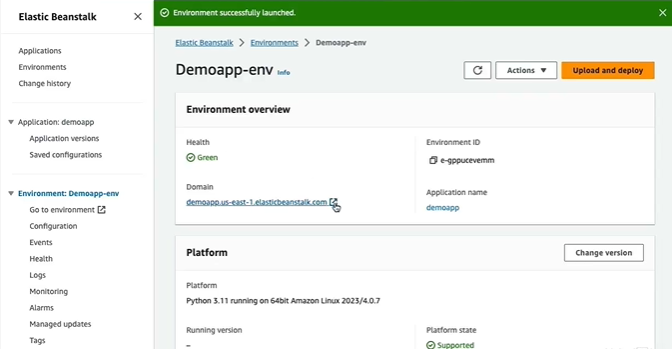 Elastic Beanstalk
Applications
Environments
Change history
Application: demoapp
Application versions
Saved configurations
Environment: Demoapp-env
Go to environment
Configuration
Events
Health
Logs
Monitoring
Alarms
Managed updates
Tags
Environment successfully launched.
Elastic Beanstalk > Environments > Demoapp-env
Demoapp-env Info
Actions
Upload and deploy
Environment overview
Health
Green
Environment ID
e-gppucevemm
Domain
demoapp.us-east-1.elasticbeanstalk.com
Application name
demoapp
Platform
Change version
Platform
Python 3.11 running on 64bit Amazon Linux 2023/4.0.7
Running version
–
Platform state
Supported